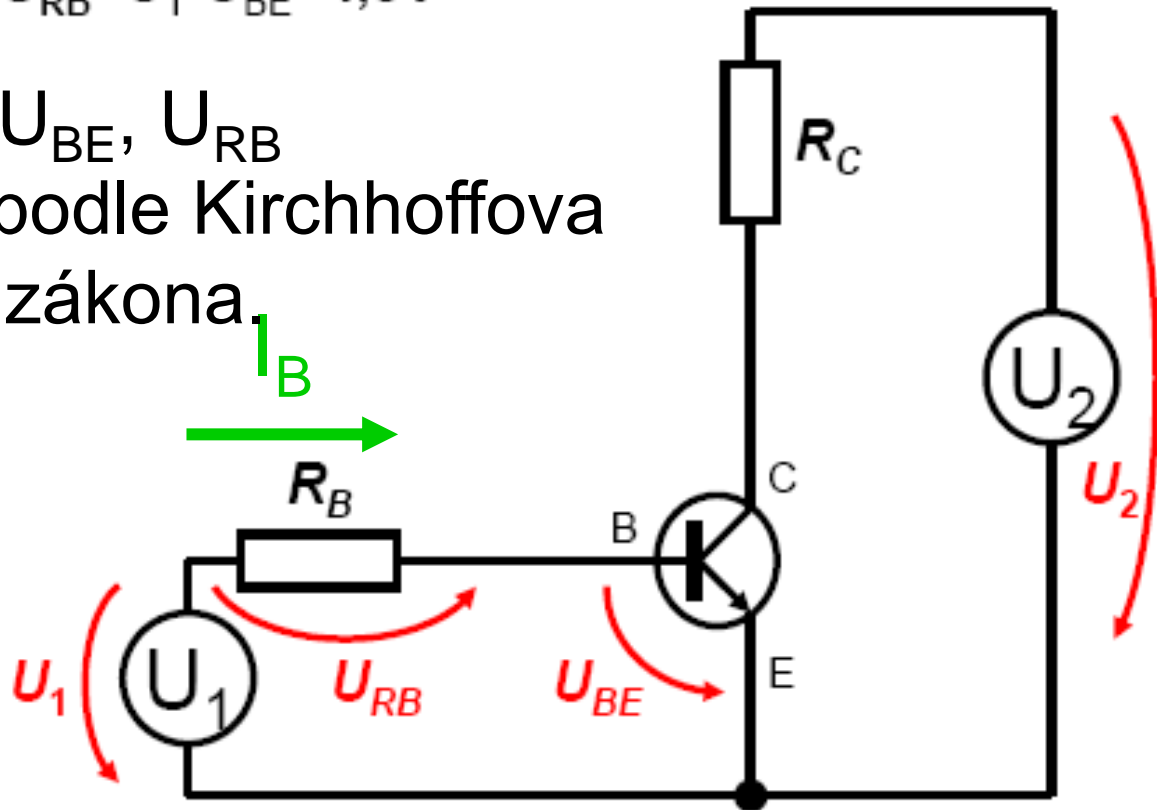 U_BE, U_RB
podle Kirchhoffova
zákona.
I_B
R_C
U_2
U_2
C
R_B
B
U_1
U_1
U_RB
U_BE
E